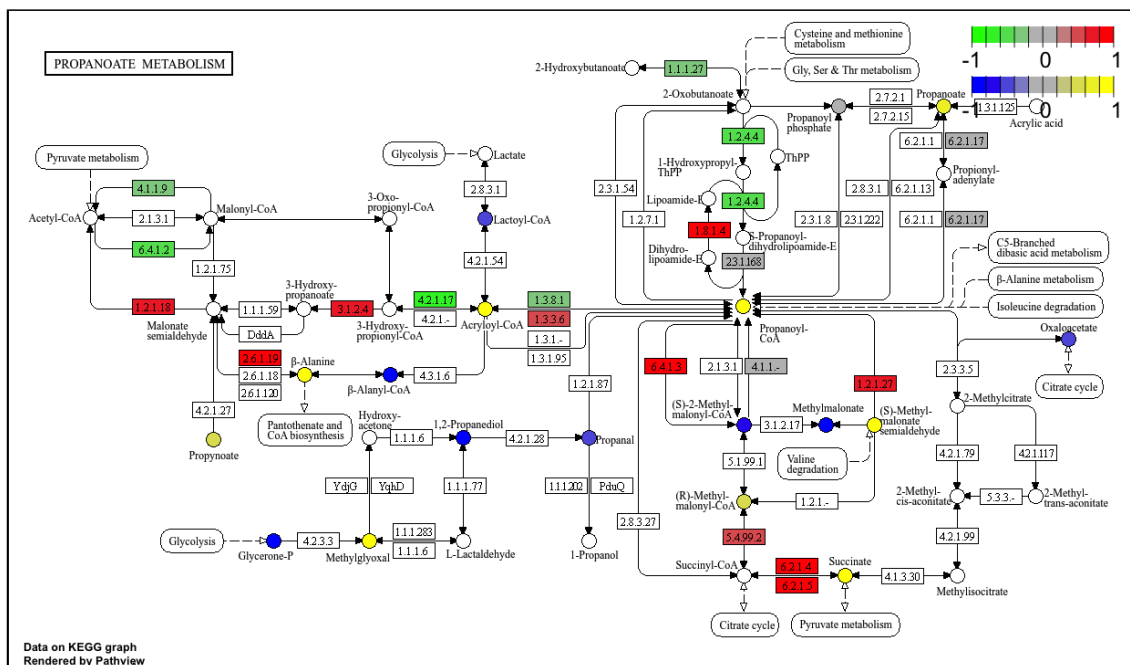 PROPANOATE METABOLISM
Cysteine and methionine
metabolism
-1 0 1
-1 0 1
2-Hydroxybutanoate
1.1.1.27
Gly, Ser & Thr metabolism
2-Oxobutanoate
Propanoyl
phosphate
2.7.2.1
2.7.2.15
Propanoate
1.3.1.125
Acrylic acid
Pyruvate metabolism
Glycolysis
Lactate
1.2.4.4
ThPP
1-Hydroxypropyl-
ThPP
6.2.1.1
6.2.1.17
Propionyl-
adenylate
4.1.1.9
Acetyl-CoA
2.1.3.1
Malonyl-CoA
6.4.1.2
3-Oxo-
propionyl-CoA
2.8.3.1
Lactoyl-CoA
2.3.1.54
1.2.7.1
Lipoamide-E
1.2.4.4
1.8.1.4
S-Propanoyl-
dihydrolipoamide-E
Dihydro-
lipoamide-E
2.3.1.168
2.3.1.8
2.3.1.222
2.8.3.1
6.2.1.13
6.2.1.1
6.2.1.17
C5-Branched
dibasic acid metabolism
β-Alanine metabolism
Isoleucine degradation
1.2.1.75
4.2.1.54
1.2.1.18
Malonate
semialdehyde
1.1.1.59
DddA
3-Hydroxy-
propanoate
3.1.2.4
3-Hydroxy-
propionyl-CoA
4.2.1.17
4.2.1.-
Acryloyl-CoA
1.3.8.1
1.3.3.6
1.3.1.-
1.3.1.95
Propanoyl-
CoA
Oxaloacetate
Citrate cycle
2.6.1.19
2.6.1.18
2.6.1.120
β-Alanine
β-Alanyl-CoA
4.3.1.6
1.2.1.87
6.4.1.3
2.1.3.1
4.1.1.-
1.2.1.27
2.3.3.5
4.2.1.27
Propynoate
Pantothenate and
CoA biosynthesis
Hydroxy-
acetone
1.1.1.6
1,2-Propanediol
4.2.1.28
Propanal
(S)-2-Methyl-
malonyl-CoA
3.1.2.17
Methylmalonate
(S)-Methyl-
malonate
semialdehyde
Valine
degradation
2-Methylcitrate
4.2.1.79
4.2.1.117
YdjG
YqhD
1.1.1.77
1.1.1.202
PduQ
5.1.99.1
(R)-Methyl-
malonyl-CoA
1.2.1.-
2-Methyl-
cis-aconitate
5.3.3.-
2-Methyl-
trans-aconitate
2.8.3.27
5.4.99.2
4.2.1.99
Glycolysis
Glycerone-P
4.2.3.3
Methylglyoxal
1.1.1.283
1.1.1.6
L-Lactaldehyde
1-Propanol
Succinyl-CoA
6.2.1.4
6.2.1.5
Succinate
4.1.3.30
Methylisocitrate
Citrate cycle
Pyruvate metabolism
Data on KEGG graph
Rendered by Pathview